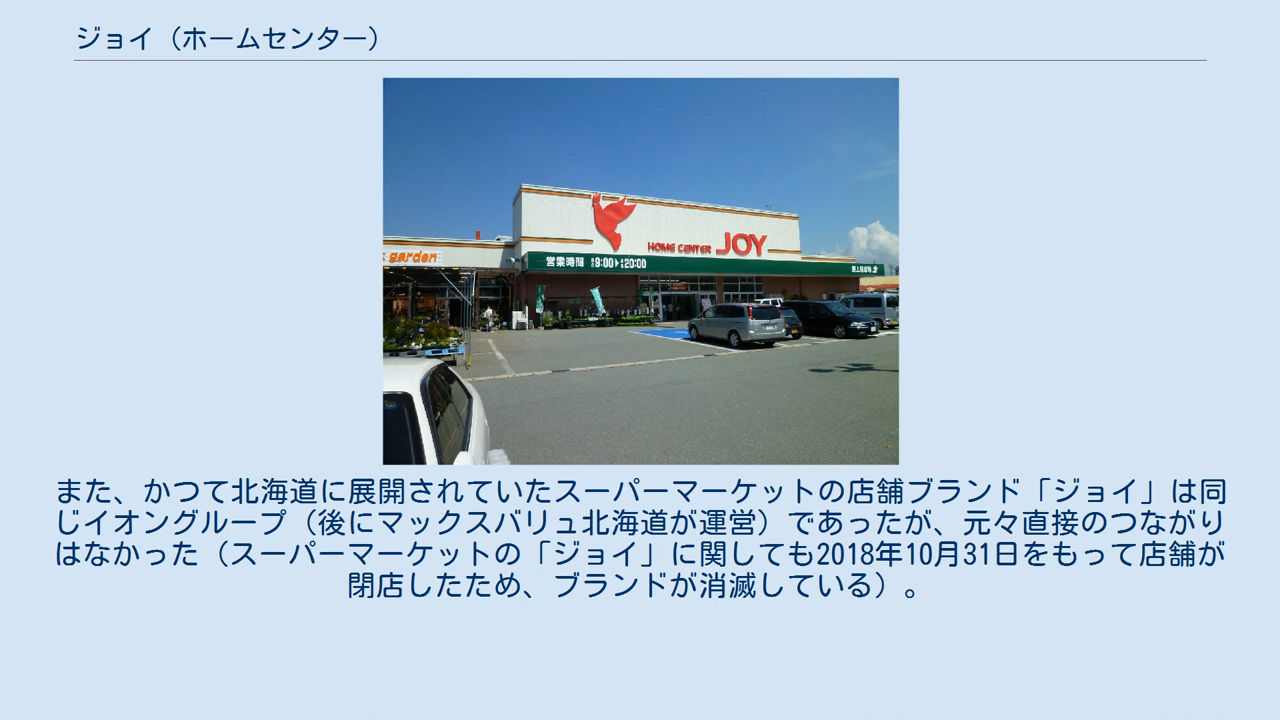 ジョイ（ホームセンター）
HOME CENTER JOY
garden
営業時間 9:00 20:00
また、かつて北海道に展開されていたスーパーマーケットの店舗ブランド「ジョイ」は同
じイオングループ（後にマックスバリュ北海道が運営）であったが、元々直接のつながり
はなかった（スーパーマーケットの「ジョイ」に関しても2018年10月31日をもって店舗が
閉店したため、ブランドが消滅している）。